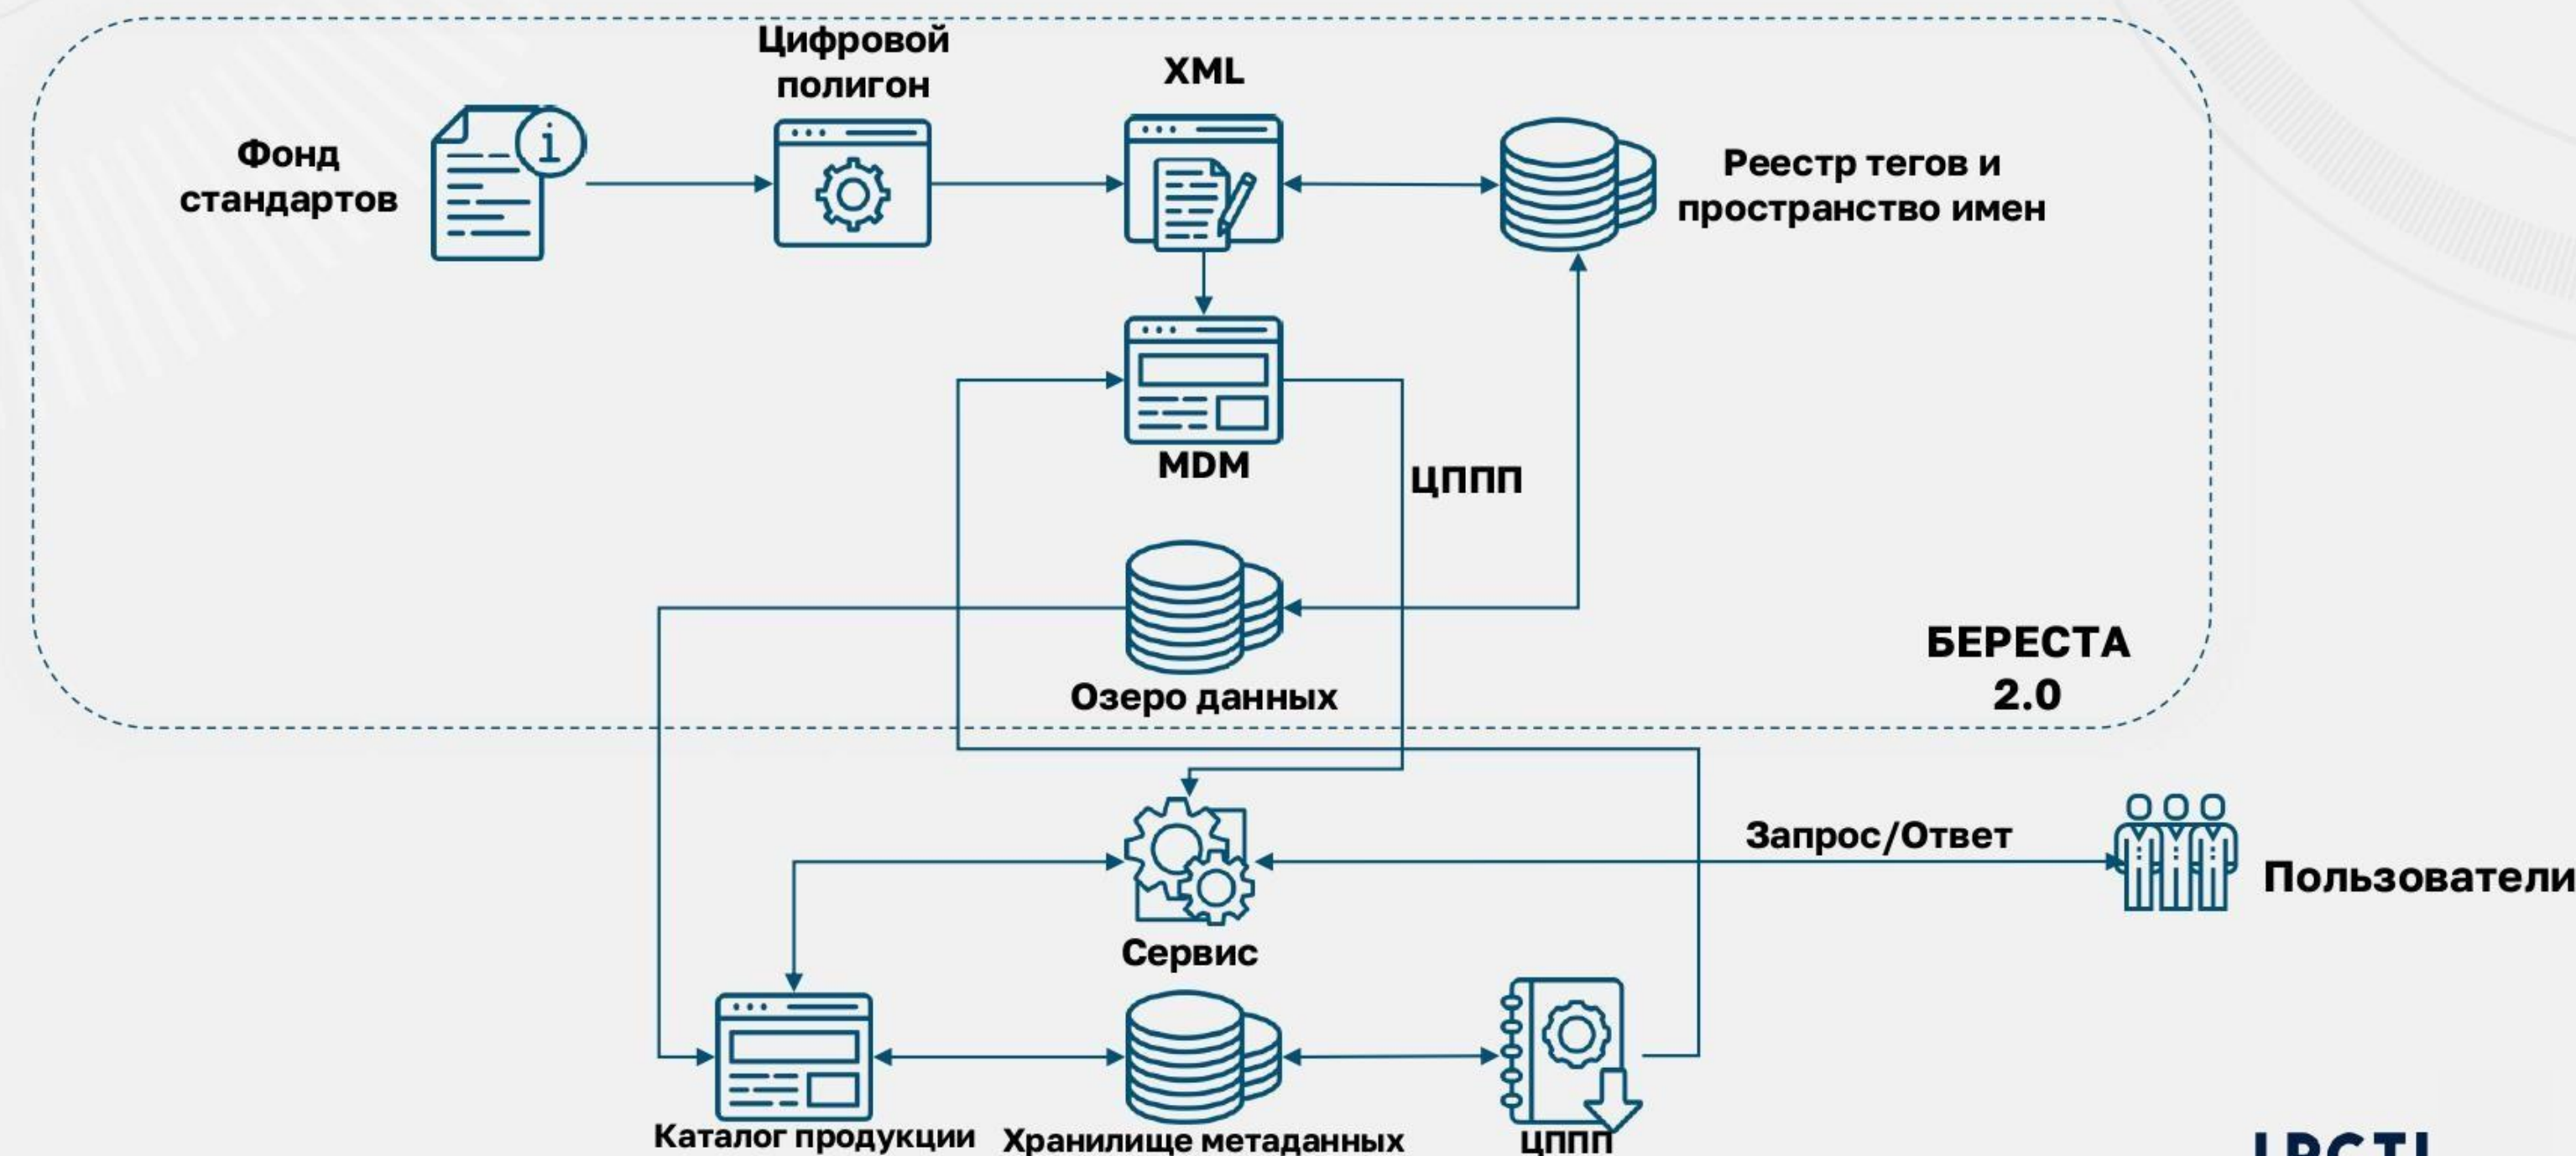 Цифровой
полигон
XML
Фонд
стандартов
Реестр тегов и
пространство имен
MDM
ЦППП
Озеро данных
БЕРЕСТА
2.0
Запрос/Ответ
Пользователи
Сервис
Каталог продукции
Хранилище метаданных
ЦППП